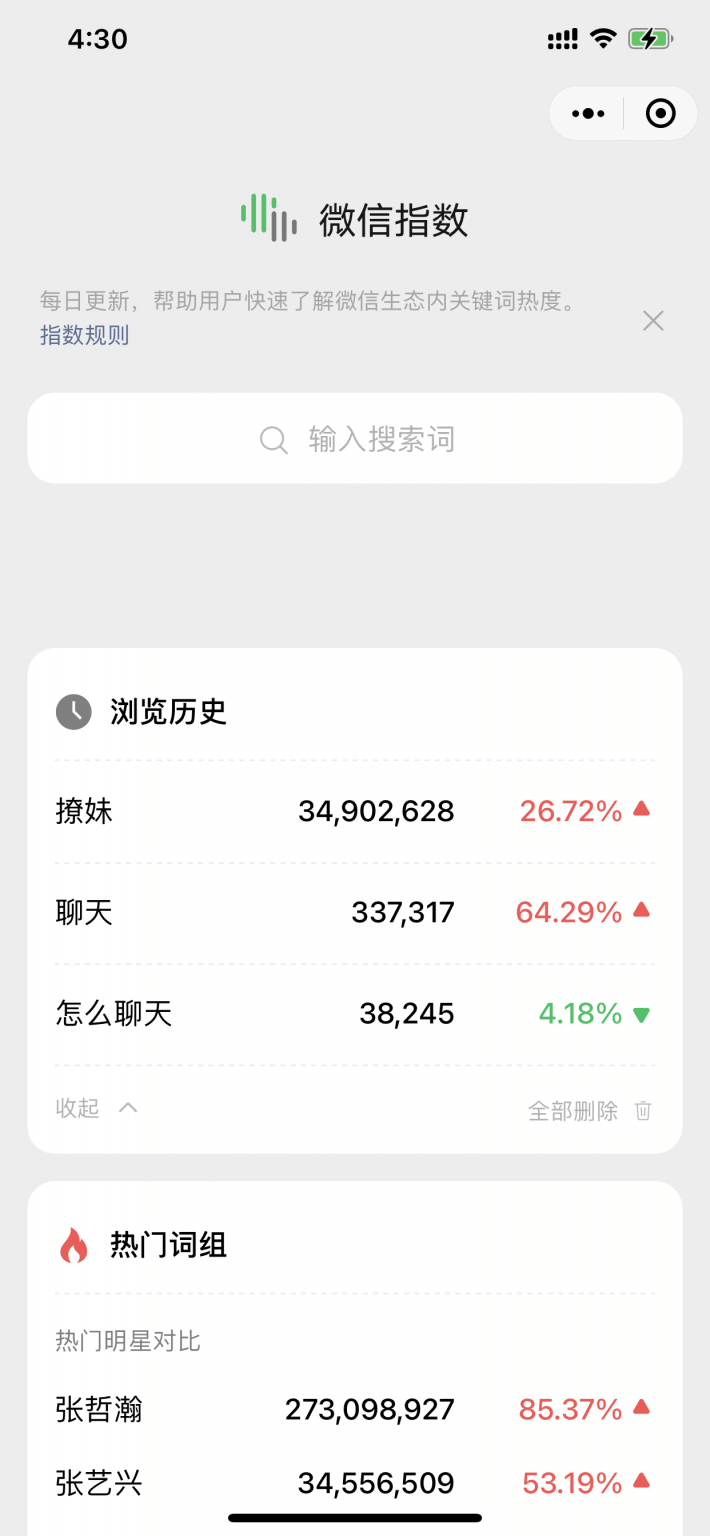 4:30
微信指数
每日更新，帮助用户快速了解微信生态内关键词热度。
指数规则
输入搜索词
浏览历史
撩妹 34,902,628 26.72%
聊天 337,317 64.29%
怎么聊天 38,245 4.18%
收起 全部删除
热门词组
热门明星对比
张哲瀚 273,098,927 85.37%
张艺兴 34,556,509 53.19%